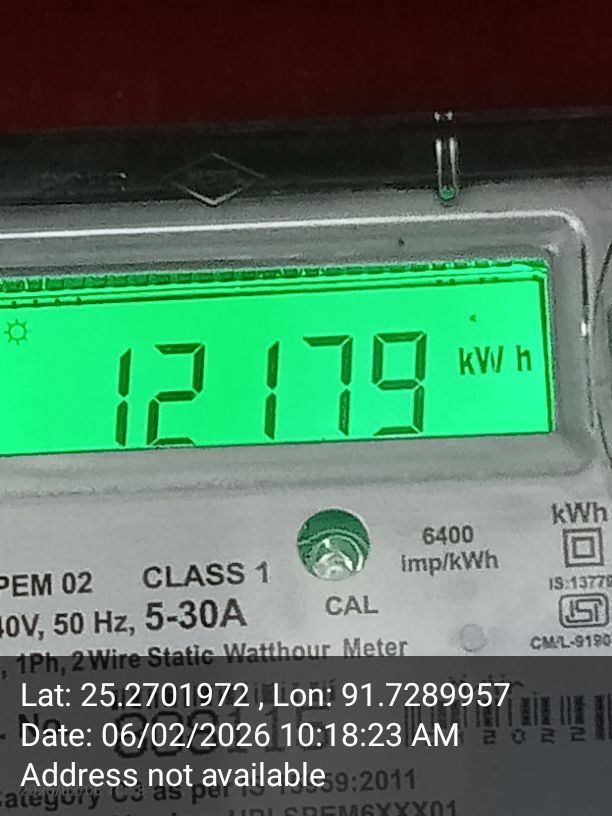 12179 kWh
kWh
6400
imp/kWh
PEM 02 CLASS 1
IS:13779
40V, 50 Hz, 5-30A
CAL
CM/L-9190
, 1Ph, 2 Wire Static Watthour Meter
Lat: 25.2701972 , Lon: 91.7289957
Date: 06/02/2026 10:18:23 AM
Address not available